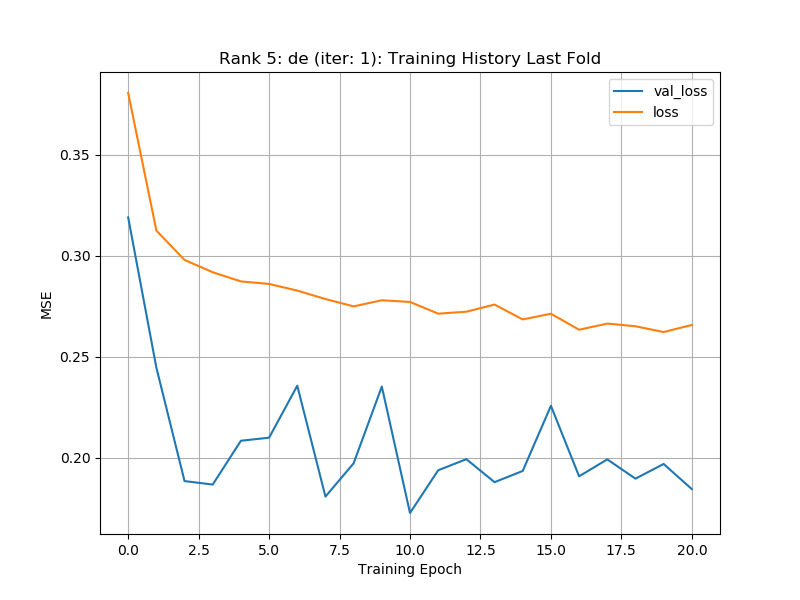 Rank 5: de (iter: 1): Training History Last Fold
val_loss
loss
0.35
0.30
0.25
0.20
MSE
0.0 2.5 5.0 7.5 10.0 12.5 15.0 17.5 20.0
Training Epoch